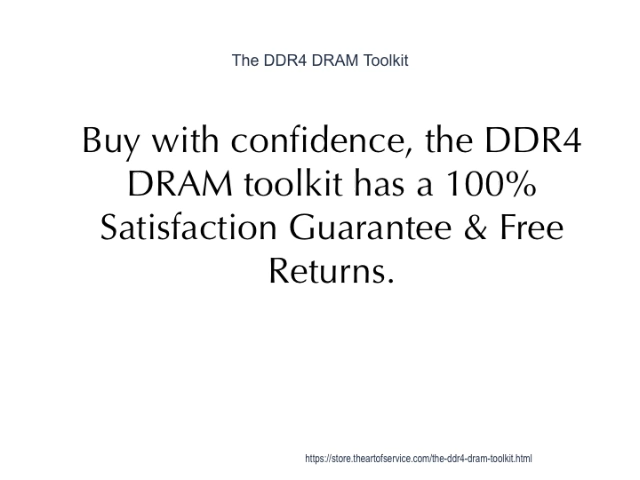 The DDR4 DRAM Toolkit
Buy with confidence, the DDR4
DRAM toolkit has a 100%
Satisfaction Guarantee & Free
Returns.
https://store.theartofservice.com/the-ddr4-dram-toolkit.html